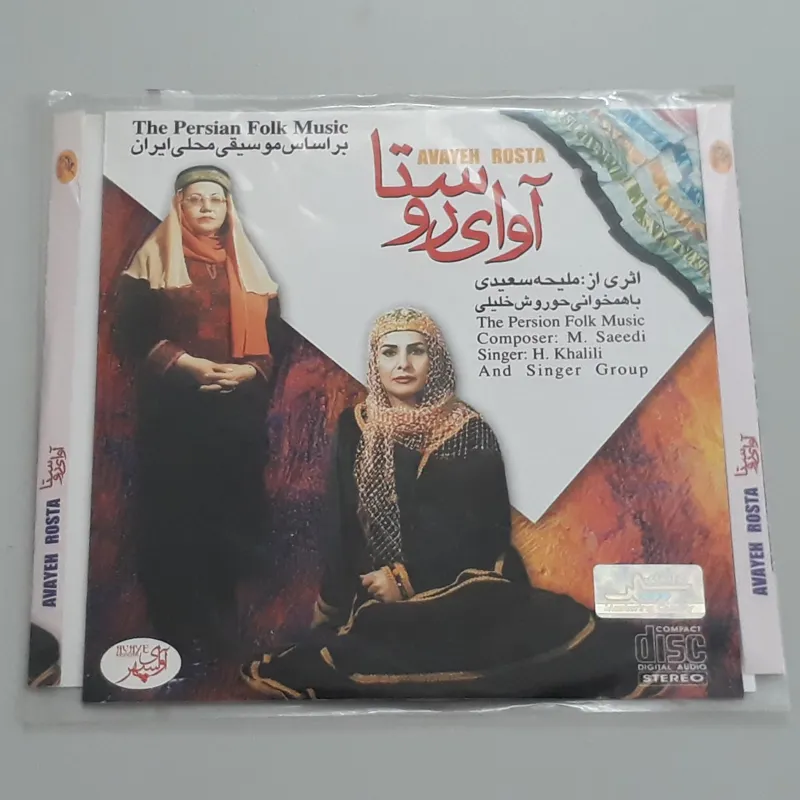 The Persian Folk Music
براساس موسیقی محلی ایران
AVAYEH ROSTA
آوای روستا
اثری از: ملیحه سعیدی
باهمخوانی حوروش خلیلی
The Persion Folk Music
Composer: M. Saeedi
Singer: H. Khalili
And Singer Group
آوای روستا
AVAYEH ROSTA
آوای روستا
AVAYEH ROSTA
آوای سپهر
COMPACT
disc
DIGITAL AUDIO
STEREO